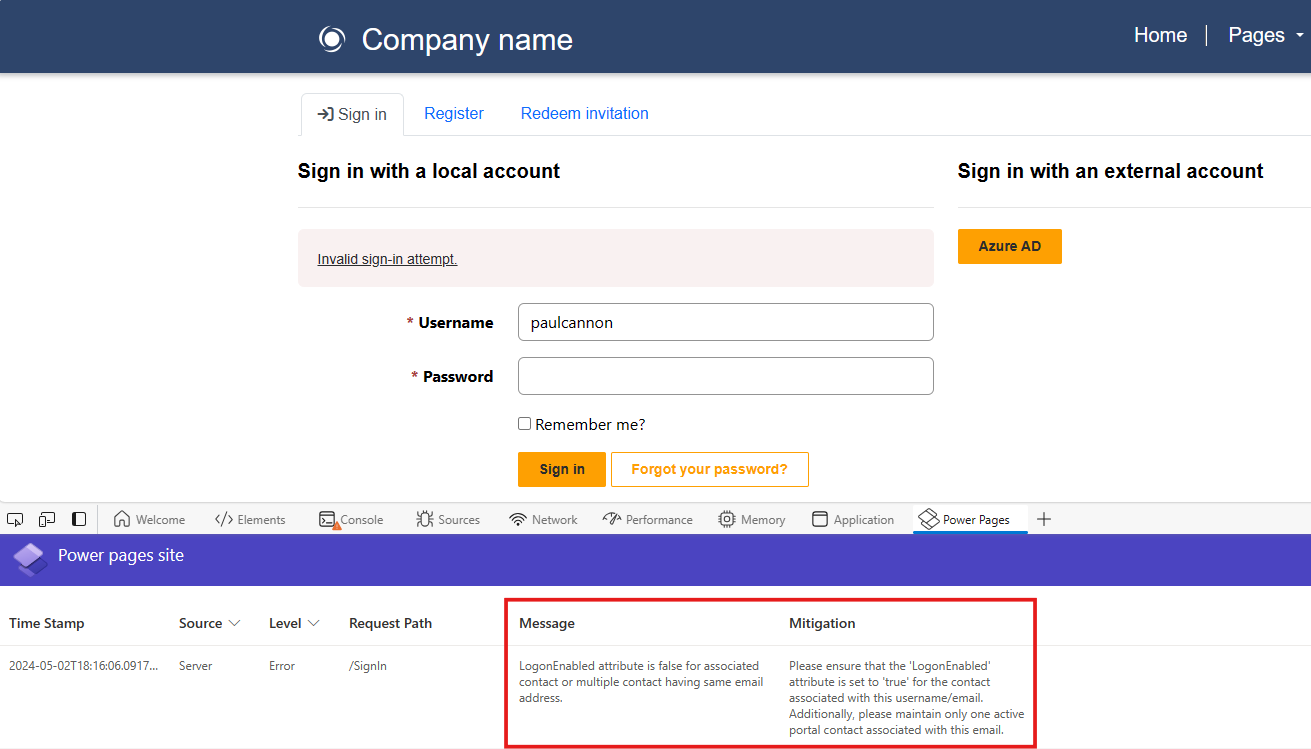 Company name
Home
Pages
Sign in
Register
Redeem invitation
Sign in with a local account
Sign in with an external account
Invalid sign-in attempt.
Azure AD
* Username
paulcannon
* Password
Remember me?
Sign in
Forgot your password?
Welcome
Elements
Console
Sources
Network
Performance
Memory
Application
Power Pages
Power pages site
Time Stamp
Source
Level
Request Path
Message
Mitigation
2024-05-02T18:16:06.0917...
Server
Error
/SignIn
LogonEnabled attribute is false for associated
contact or multiple contact having same email
address.
Please ensure that the 'LogonEnabled'
attribute is set to 'true' for the contact
associated with this username/email.
Additionally, please maintain only one active
portal contact associated with this email.